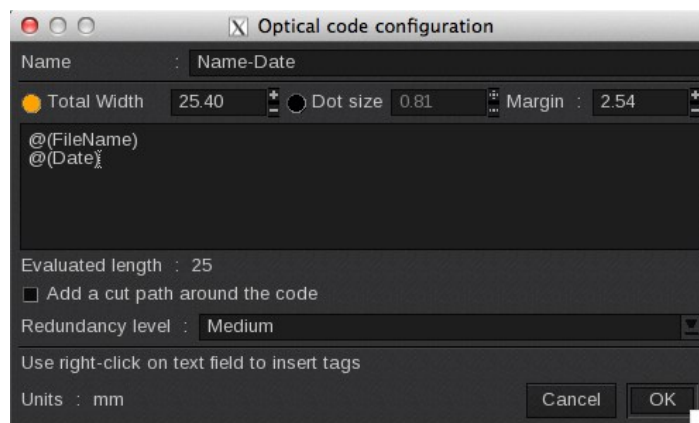 Optical code configuration
Name : Name-Date
Total Width 25.40 Dot size 0.81 Margin : 2.54
@(FileName)
@(Date)
Evaluated length : 25
Add a cut path around the code
Redundancy level : Medium
Use right-click on text field to insert tags
Units : mm Cancel OK